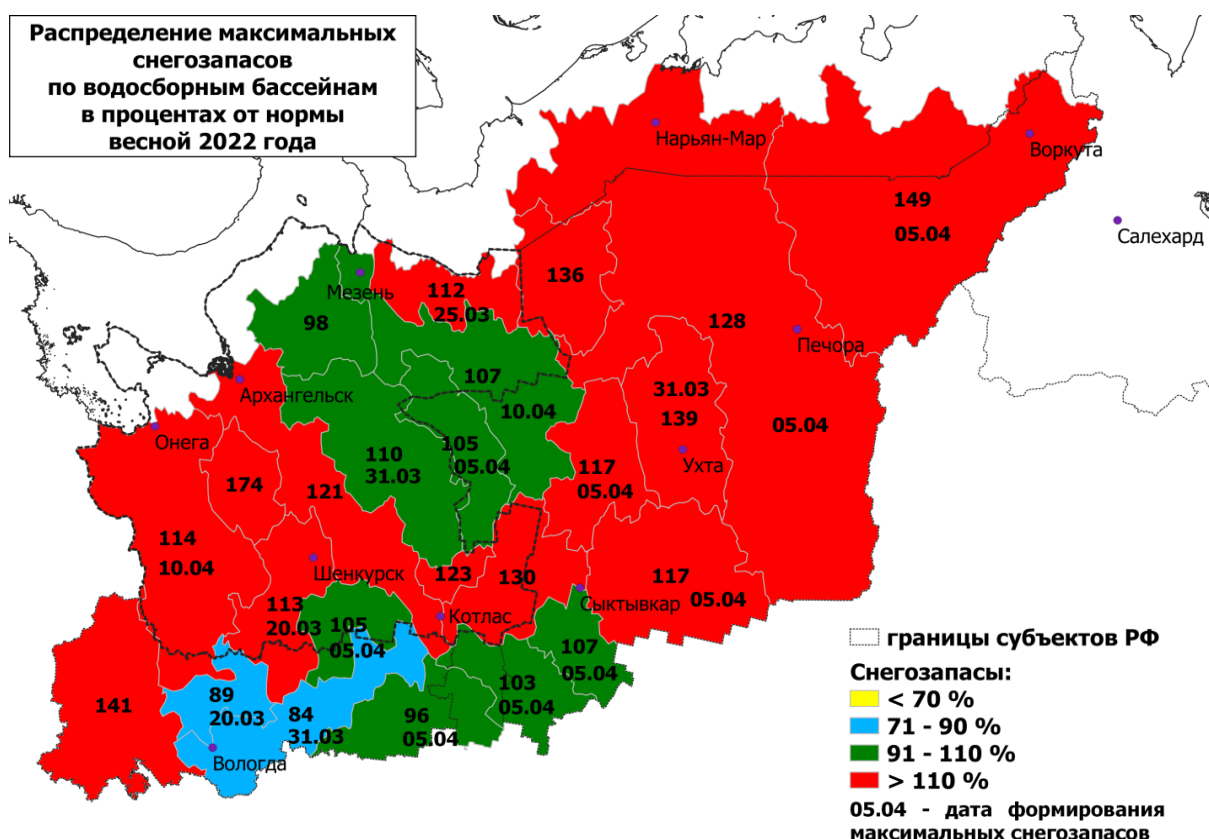 Распределение максимальных
снегозапасов
по водосборным бассейнам
в процентах от нормы
весной 2022 года
Нарьян-Мар
Воркута
149
05.04
Салехард
136
Мезень
112
25.03
98
128
Печора
107
10.04
Архангельск
31.03
139
05.04
Онега
Ухта
110
31.03
105
05.04
117
05.04
174
121
114
10.04
Шенкурск
123
130
117
05.04
Сыктывкар
113
20.03
Котлас
105
05.04
107
05.04
141
89
20.03
103
05.04
84
31.03
96
05.04
Вологда
границы субъектов РФ
Снегозапасы:
< 70 %
71 - 90 %
91 - 110 %
> 110 %
05.04 - дата формирования
максимальных снегозапасов